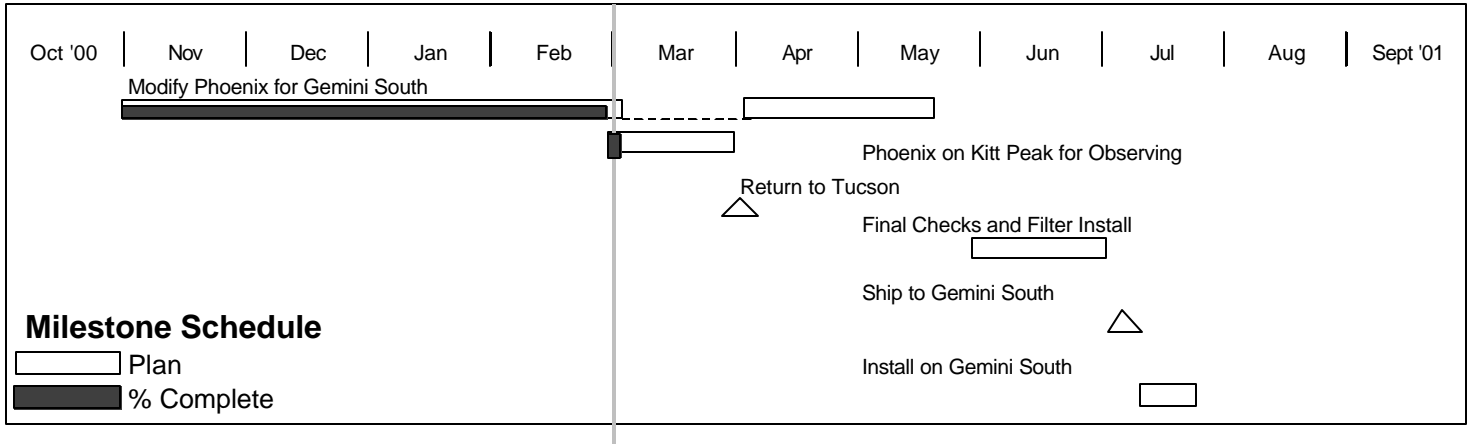 Oct '00 Nov Dec Jan Feb Mar Apr May Jun Jul Aug Sept '01
Modify Phoenix for Gemini South
Phoenix on Kitt Peak for Observing
Return to Tucson
Final Checks and Filter Install
Ship to Gemini South
Milestone Schedule
Plan
Install on Gemini South
% Complete